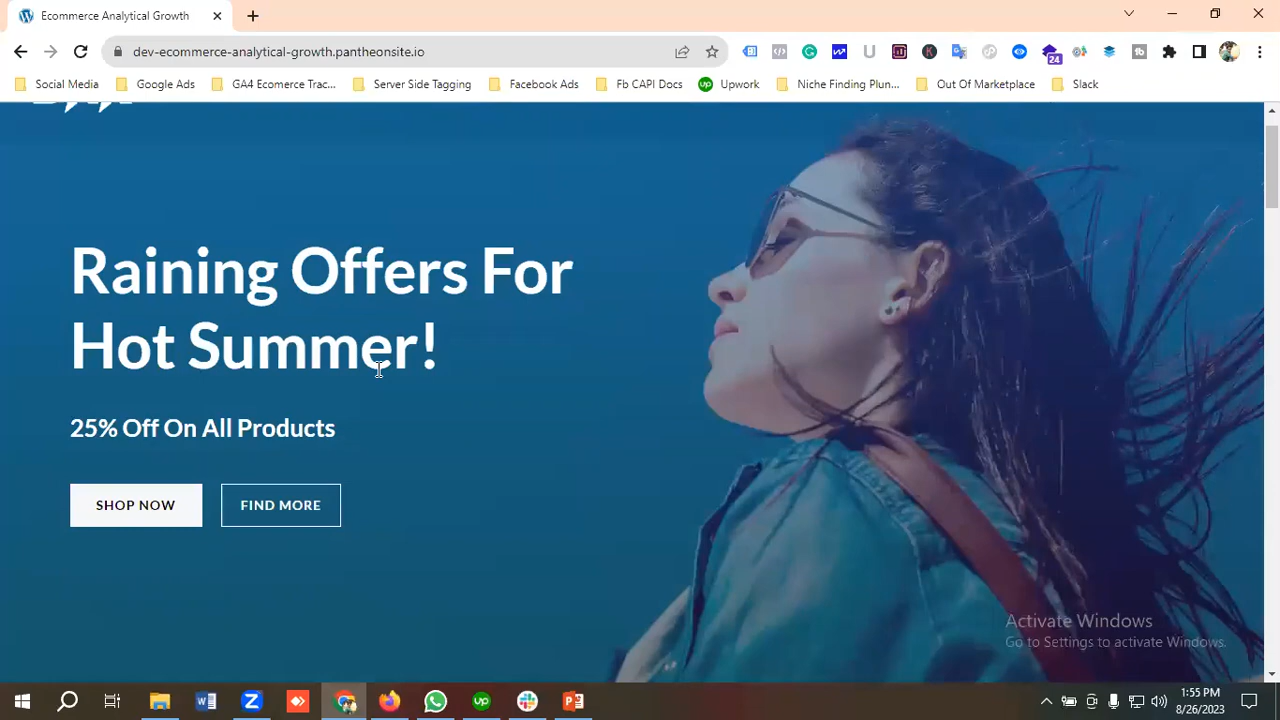 Ecommerce Analytical Growth
dev-ecommerce-analytical-growth.pantheonsite.io
24
Social Media
Google Ads
GA4 Ecomerce Trac...
Server Side Tagging
Facebook Ads
Fb CAPI Docs
Upwork
Niche Finding Plun...
Out Of Marketplace
Slack
Raining Offers For
Hot Summer!
25% Off On All Products
SHOP NOW
FIND MORE
Activate Windows
Go to Settings to activate Windows.
1:55 PM
8/26/2023